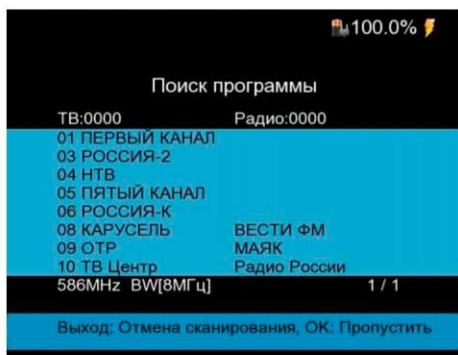 100.0%
Поиск программы
ТВ:0000 Радио:0000
01 ПЕРВЫЙ КАНАЛ
03 РОССИЯ-2
04 НТВ
05 ПЯТЫЙ КАНАЛ
06 РОССИЯ-К
08 КАРУСЕЛЬ ВЕСТИ ФМ
09 ОТР МАЯК
10 ТВ Центр Радио России
586MHz BW[8МГц] 1 / 1
Выход: Отмена сканирования, ОК: Пропустить